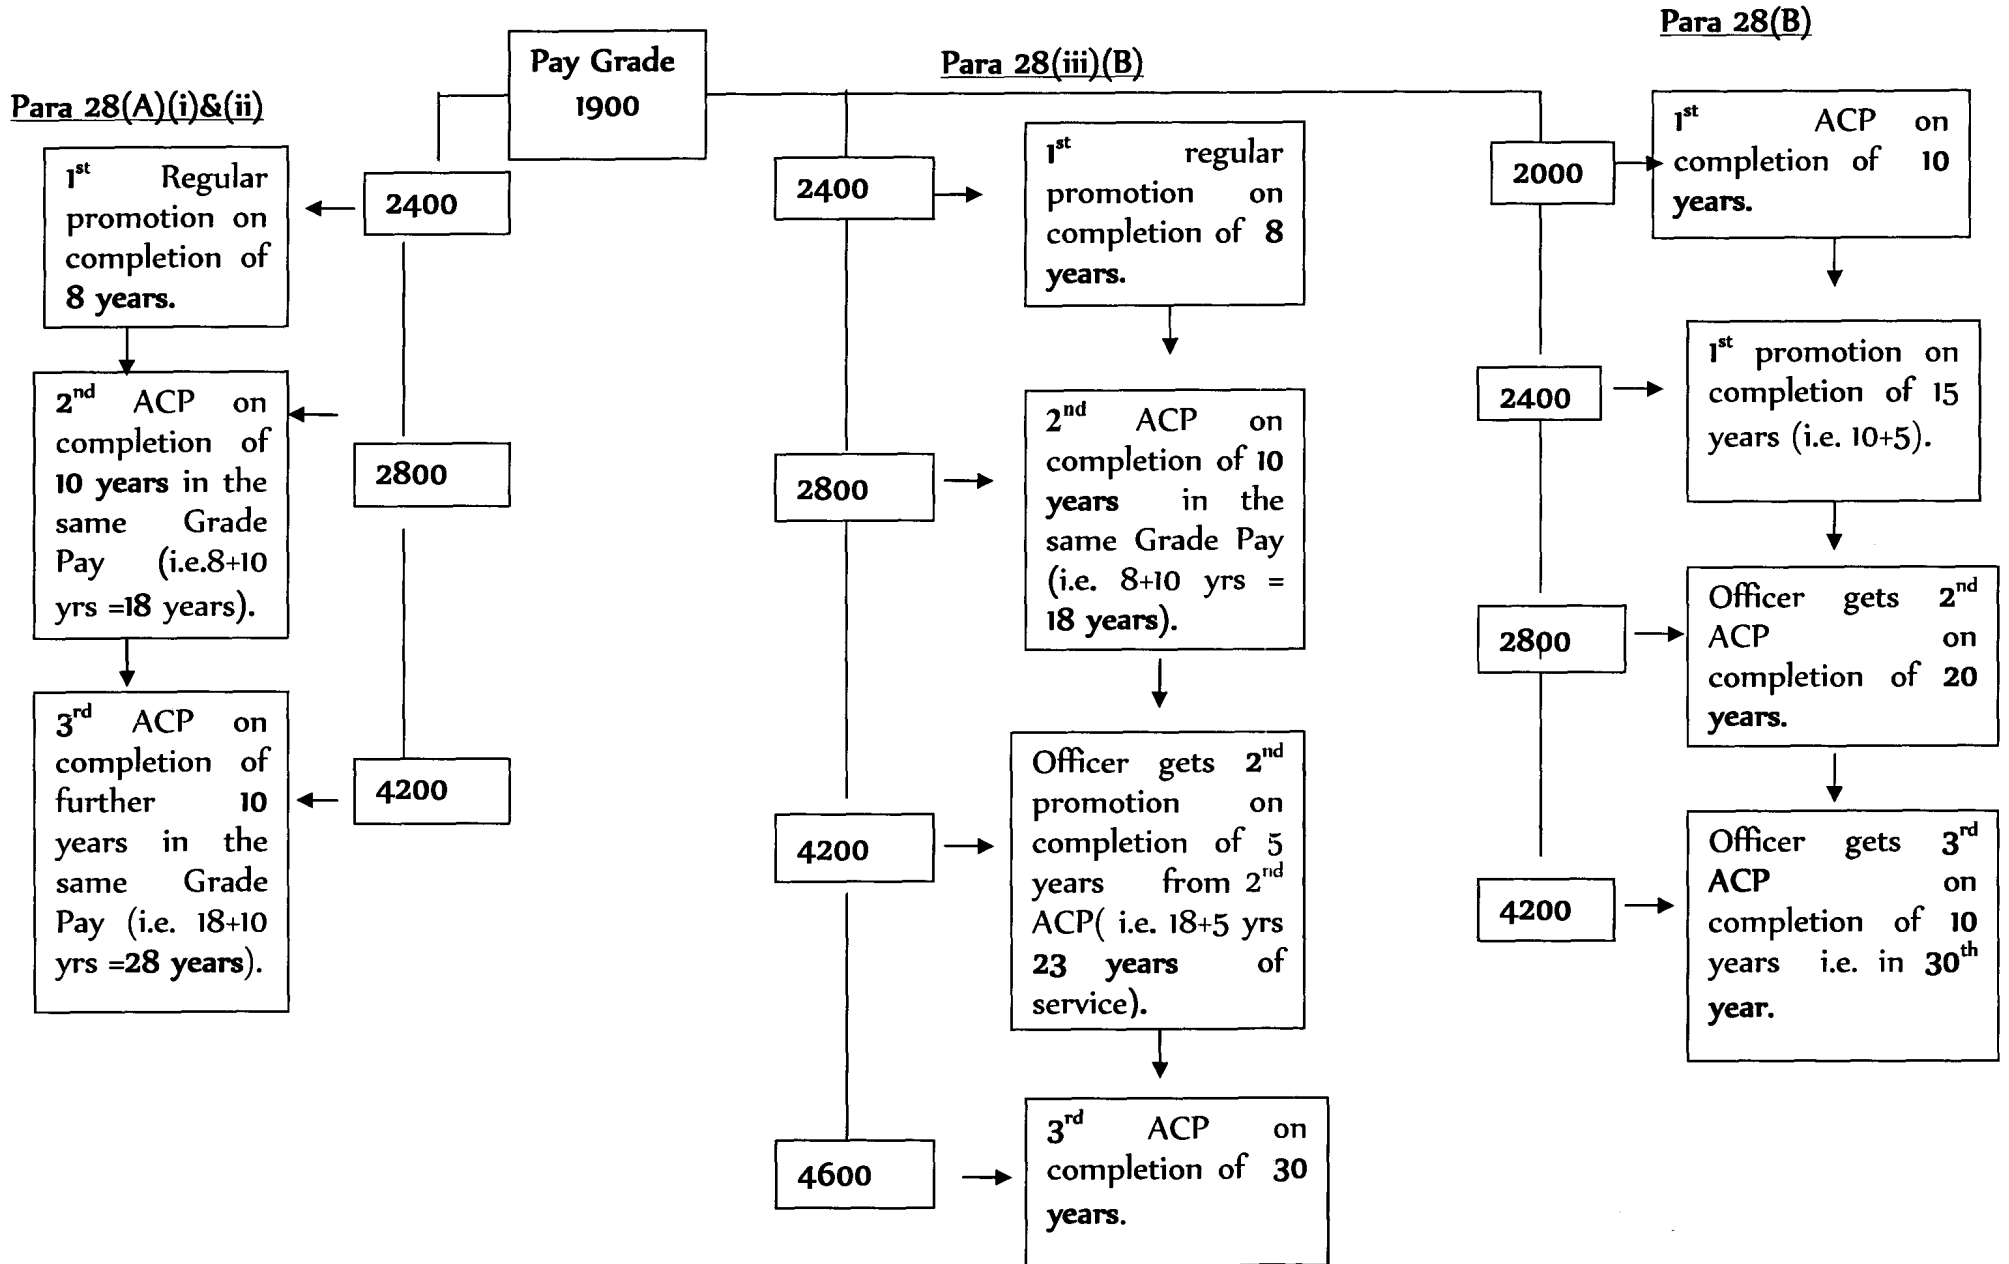 Pay Grade
1900
Para 28(A)(i)&(ii)
2400
1st Regular
promotion on
completion of
8 years.
2800
2nd ACP on
completion of
10 years in the
same Grade
Pay (i.e.8+10
yrs =18 years).
4200
3rd ACP on
completion of
further 10
years in the
same Grade
Pay (i.e. 18+10
yrs =28 years).
Para 28(iii)(B)
2400
1st regular
promotion on
completion of 8
years.
2800
2nd ACP on
completion of 10
years in the
same Grade Pay
(i.e. 8+10 yrs =
18 years).
4200
Officer gets 2nd
promotion on
completion of 5
years from 2nd
ACP( i.e. 18+5 yrs
23 years of
service).
4600
3rd ACP on
completion of 30
years.
Para 28(B)
2000
1st ACP on
completion of 10
years.
2400
1st promotion on
completion of 15
years (i.e. 10+5).
2800
Officer gets 2nd
ACP on
completion of 20
years.
4200
Officer gets 3rd
ACP on
completion of 10
years i.e. in 30th
year.